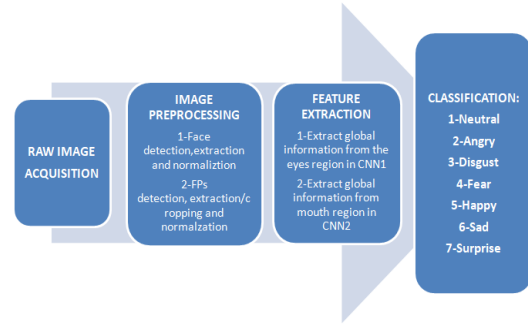 RAW IMAGE
ACQUISITION
IMAGE
PREPROCESSING
1-Face
detection,extraction
and normaliztion
2-FPs
detection, extraction/c
ropping and
normalzation
FEATURE
EXTRACTION
1-Extract global
information from the
eyes region in CNN1
2-Extract global
information from
mouth region in
CNN2
CLASSIFICATION:
1-Neutral
2-Angry
3-Disgust
4-Fear
5-Happy
6-Sad
7-Surprise